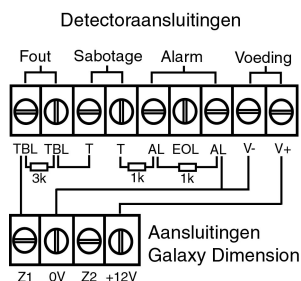 Detectoraansluitingen
Fout Sabotage Alarm Voeding
TBL TBL T T AL EOL AL V- V+
3k 1k 1k
Aansluitingen
Galaxy Dimension
Z1 0V Z2 +12V